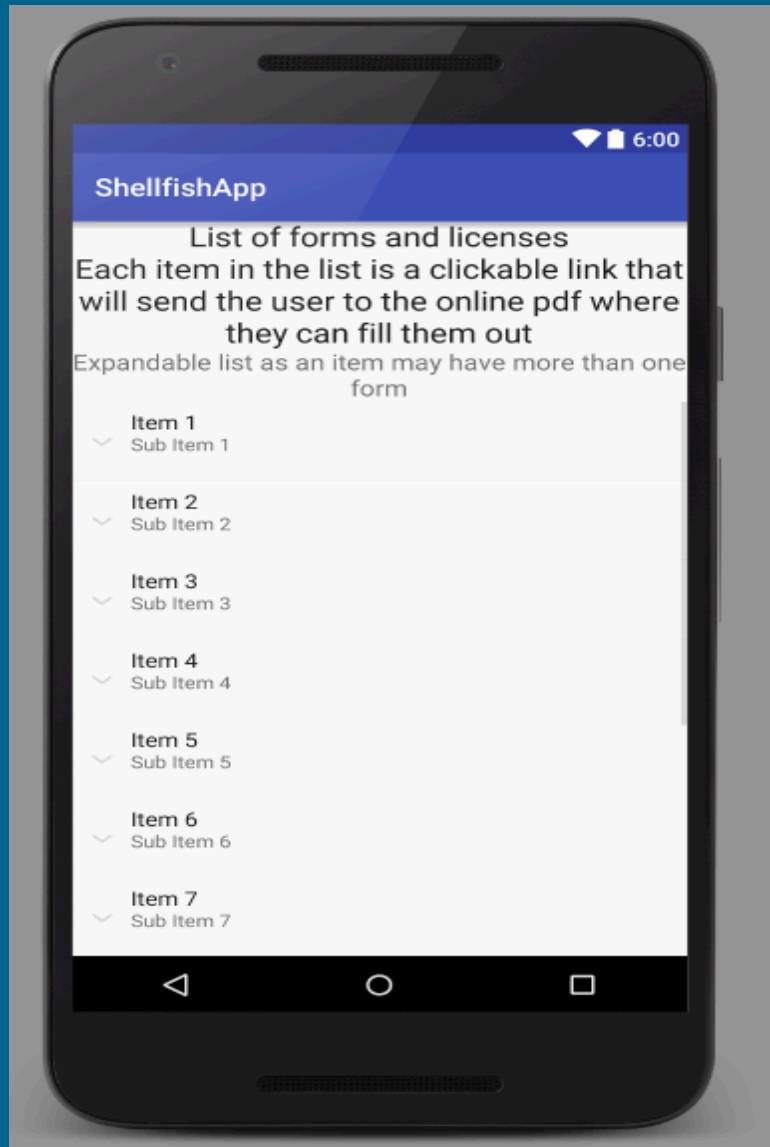 6:00
ShellfishApp
List of forms and licenses
Each item in the list is a clickable link that
will send the user to the online pdf where
they can fill them out
Expandable list as an item may have more than one
form
Item 1
Sub Item 1
Item 2
Sub Item 2
Item 3
Sub Item 3
Item 4
Sub Item 4
Item 5
Sub Item 5
Item 6
Sub Item 6
Item 7
Sub Item 7